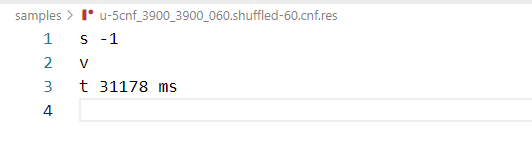 samples > u-5cnf_3900_3900_060.shuffled-60.cnf.res
1 s -1
2 v
3 t 31178 ms
4